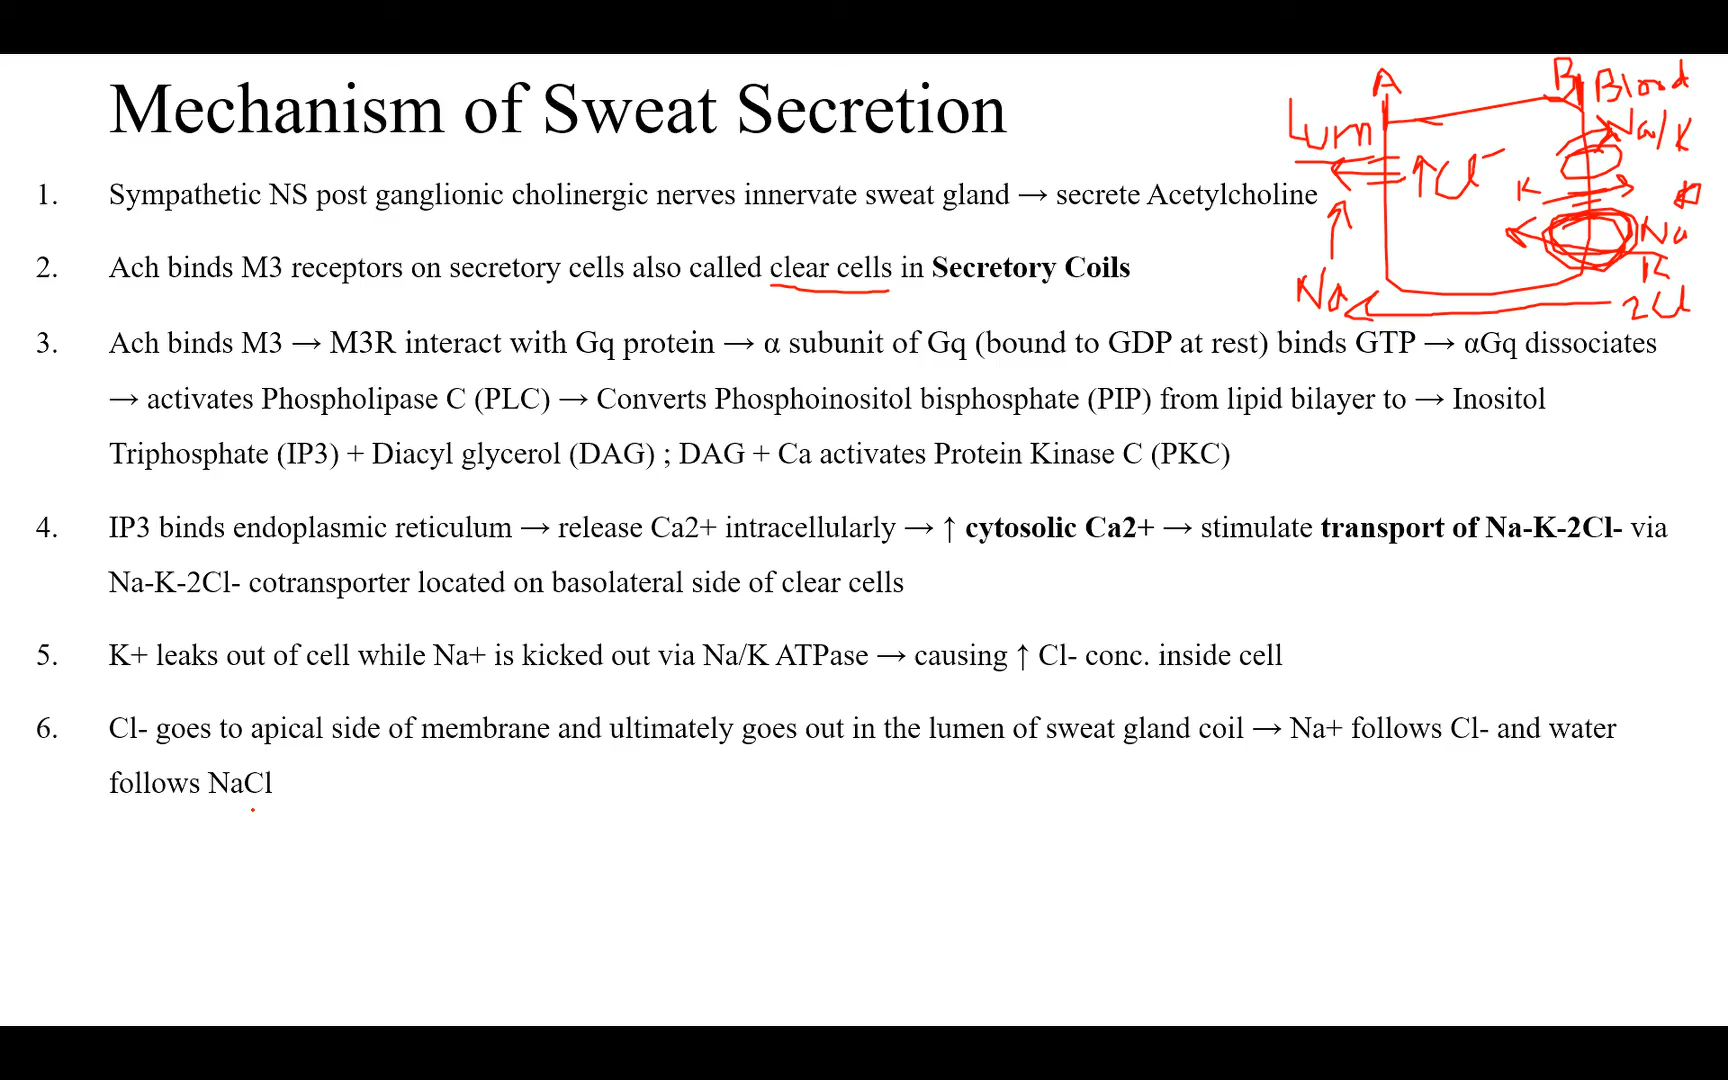 Mechanism of Sweat Secretion
A
B Blood
Lum
Na/K
↑Cl⁻
K
Na
K
Na
2Cl
1. Sympathetic NS post ganglionic cholinergic nerves innervate sweat gland → secrete Acetylcholine
2. Ach binds M3 receptors on secretory cells also called clear cells in Secretory Coils
3. Ach binds M3 → M3R interact with Gq protein → α subunit of Gq (bound to GDP at rest) binds GTP → αGq dissociates
→ activates Phospholipase C (PLC) → Converts Phosphoinositol bisphosphate (PIP) from lipid bilayer to → Inositol
Triphosphate (IP3) + Diacyl glycerol (DAG) ; DAG + Ca activates Protein Kinase C (PKC)
4. IP3 binds endoplasmic reticulum → release Ca2+ intracellularly → ↑ cytosolic Ca2+ → stimulate transport of Na-K-2Cl- via
Na-K-2Cl- cotransporter located on basolateral side of clear cells
5. K+ leaks out of cell while Na+ is kicked out via Na/K ATPase → causing ↑ Cl- conc. inside cell
6. Cl- goes to apical side of membrane and ultimately goes out in the lumen of sweat gland coil → Na+ follows Cl- and water
follows NaCl